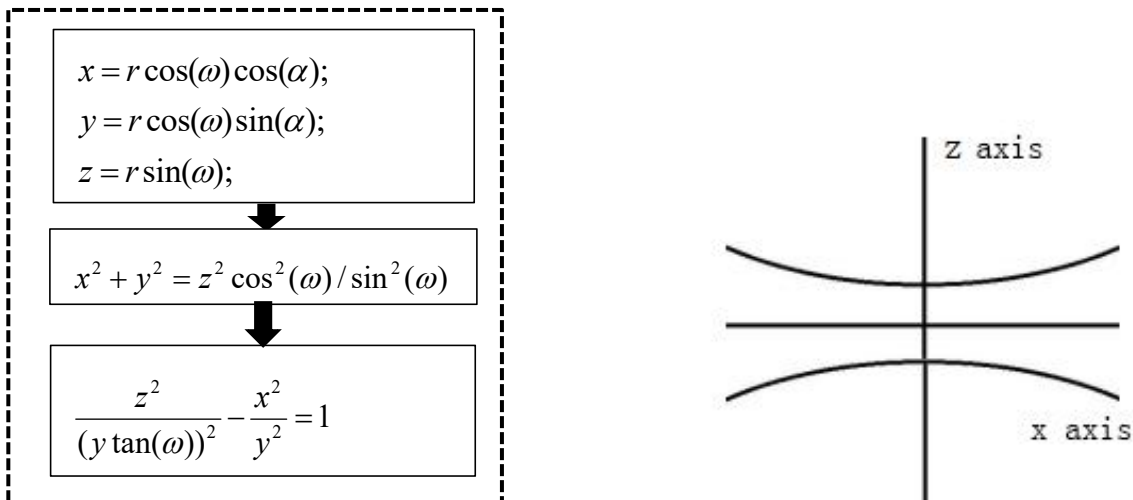 x = r cos(ω)cos(α);
y = r cos(ω)sin(α);
z = r sin(ω);
x² + y² = z² cos²(ω) / sin²(ω)
z² / (y tan(ω))² − x² / y² = 1
z axis
x axis